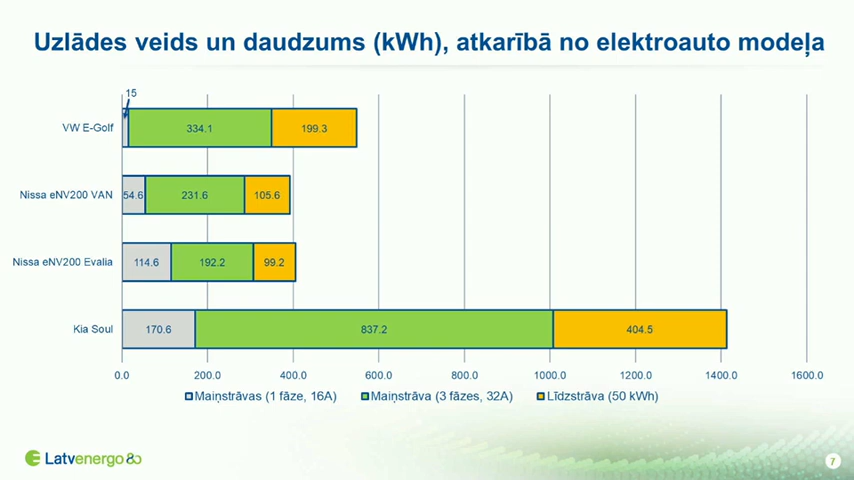 Uzlādes veids un daudzums (kWh), atkarībā no elektroauto modeļa
15
VW E-Golf 334.1 199.3
Nissa eNV200 VAN 54.6 231.6 105.6
Nissa eNV200 Evalia 114.6 192.2 99.2
Kia Soul 170.6 837.2 404.5
0.0 200.0 400.0 600.0 800.0 1000.0 1200.0 1400.0 1600.0
Maiņstrāvas (1 fāze, 16A) Maiņstrāva (3 fāzes, 32A) Līdzstrāva (50 kWh)
Latvenergo 80
7